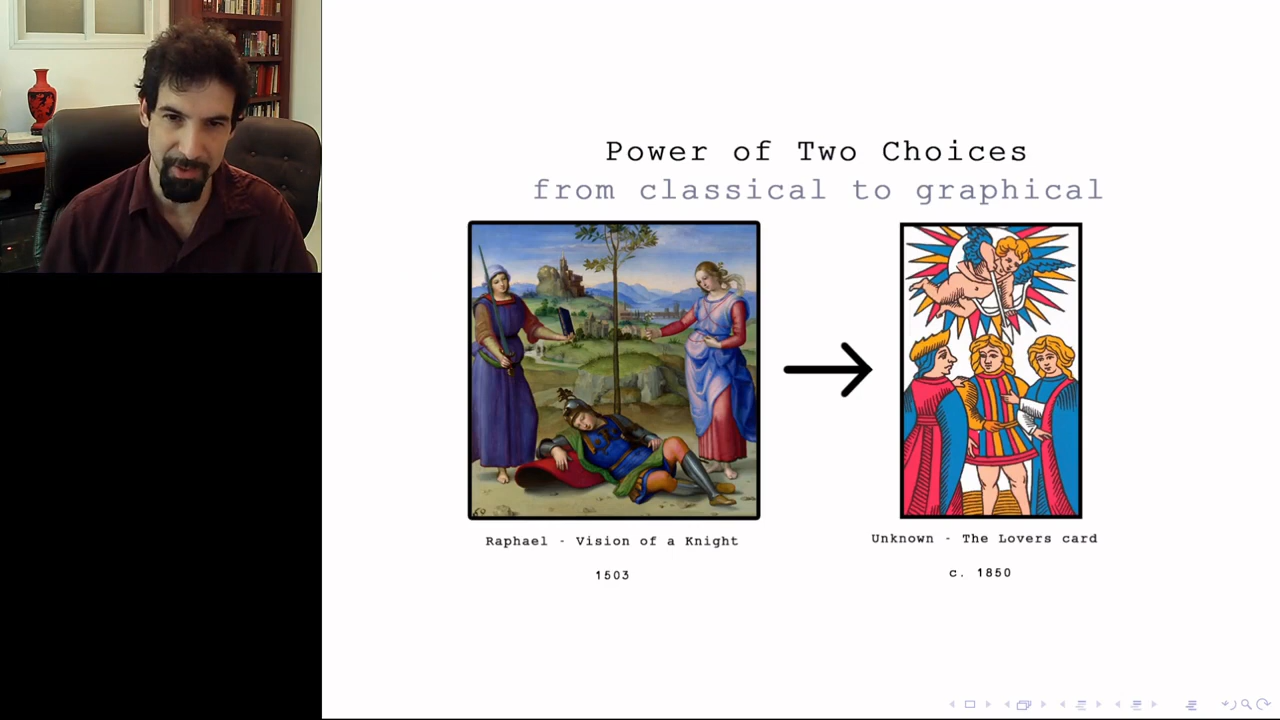 Power of Two Choices
from classical to graphical
Raphael - Vision of a Knight
1503
Unknown - The Lovers card
c. 1850